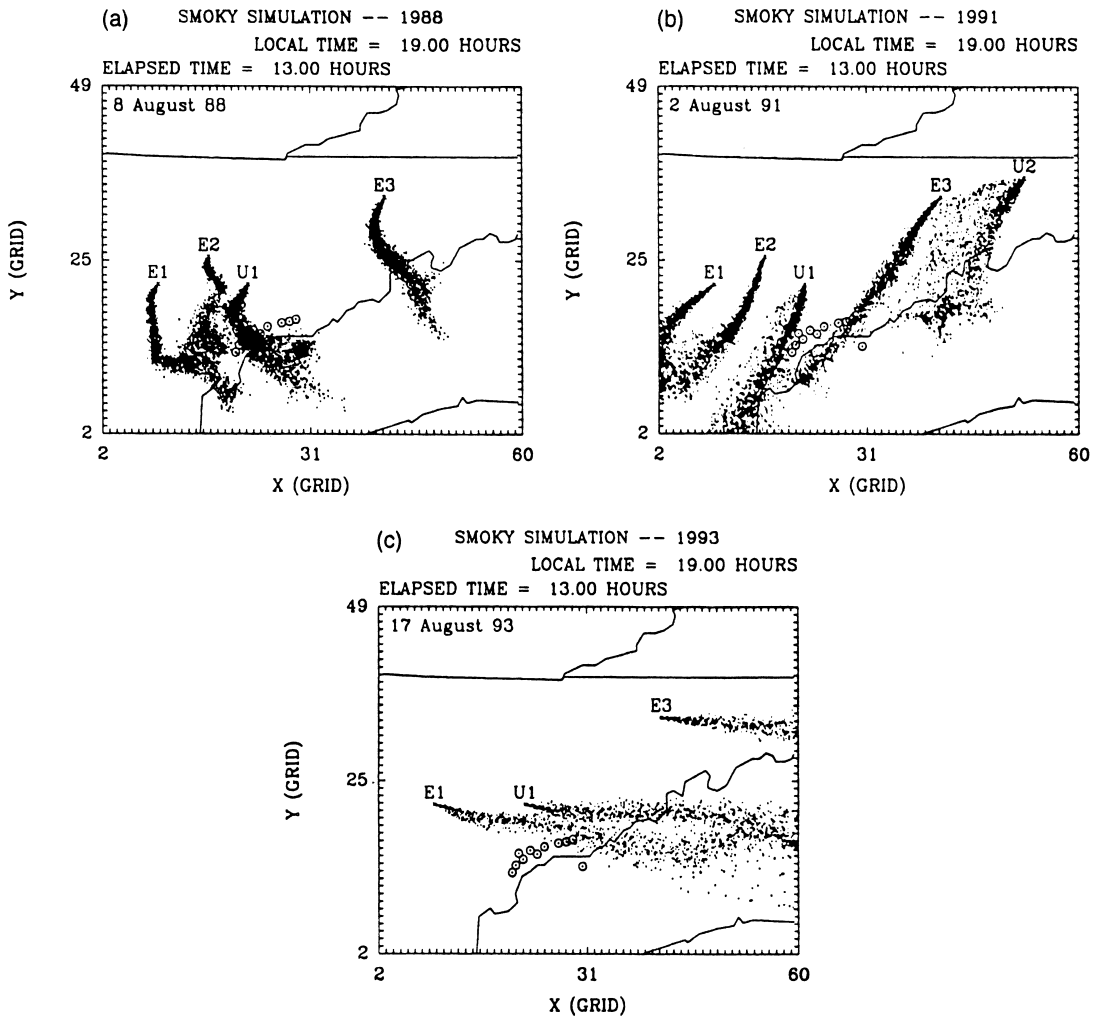 (a) SMOKY SIMULATION -- 1988
LOCAL TIME = 19.00 HOURS
ELAPSED TIME = 13.00 HOURS
49
8 August 88
E3
E2
25
E1
U1
Y (GRID)
2
2 31 60
X (GRID)
(b) SMOKY SIMULATION -- 1991
LOCAL TIME = 19.00 HOURS
ELAPSED TIME = 13.00 HOURS
49
2 August 91
U2
E3
E2
25
E1
U1
Y (GRID)
2
2 31 60
X (GRID)
(c) SMOKY SIMULATION -- 1993
LOCAL TIME = 19.00 HOURS
ELAPSED TIME = 13.00 HOURS
49
17 August 93
E3
25
E1
U1
Y (GRID)
2
2 31 60
X (GRID)